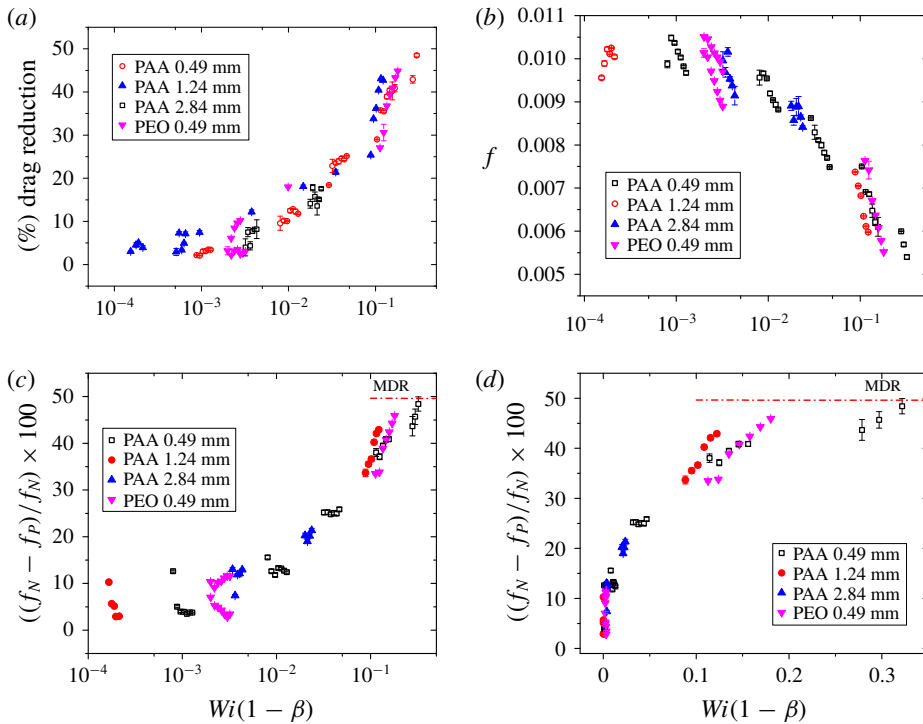 (a)
50
40
30
20
10
0
(%) drag reduction
PAA 0.49 mm
PAA 1.24 mm
PAA 2.84 mm
PEO 0.49 mm
10⁻⁴
10⁻³
10⁻²
10⁻¹
(b)
0.011
0.010
0.009
0.008
0.007
0.006
0.005
f
PAA 0.49 mm
PAA 1.24 mm
PAA 2.84 mm
PEO 0.49 mm
10⁻⁴
10⁻²
10⁻¹
(c)
MDR
50
40
30
20
10
0
((f_N − f_P)/f_N) × 100
PAA 0.49 mm
PAA 1.24 mm
PAA 2.84 mm
PEO 0.49 mm
10⁻⁴
10⁻³
10⁻²
10⁻¹
Wi(1 − β)
(d)
MDR
50
40
30
20
10
0
((f_N − f_P)/f_N) × 100
PAA 0.49 mm
PAA 1.24 mm
PAA 2.84 mm
PEO 0.49 mm
0
0.1
0.2
0.3
Wi(1 − β)